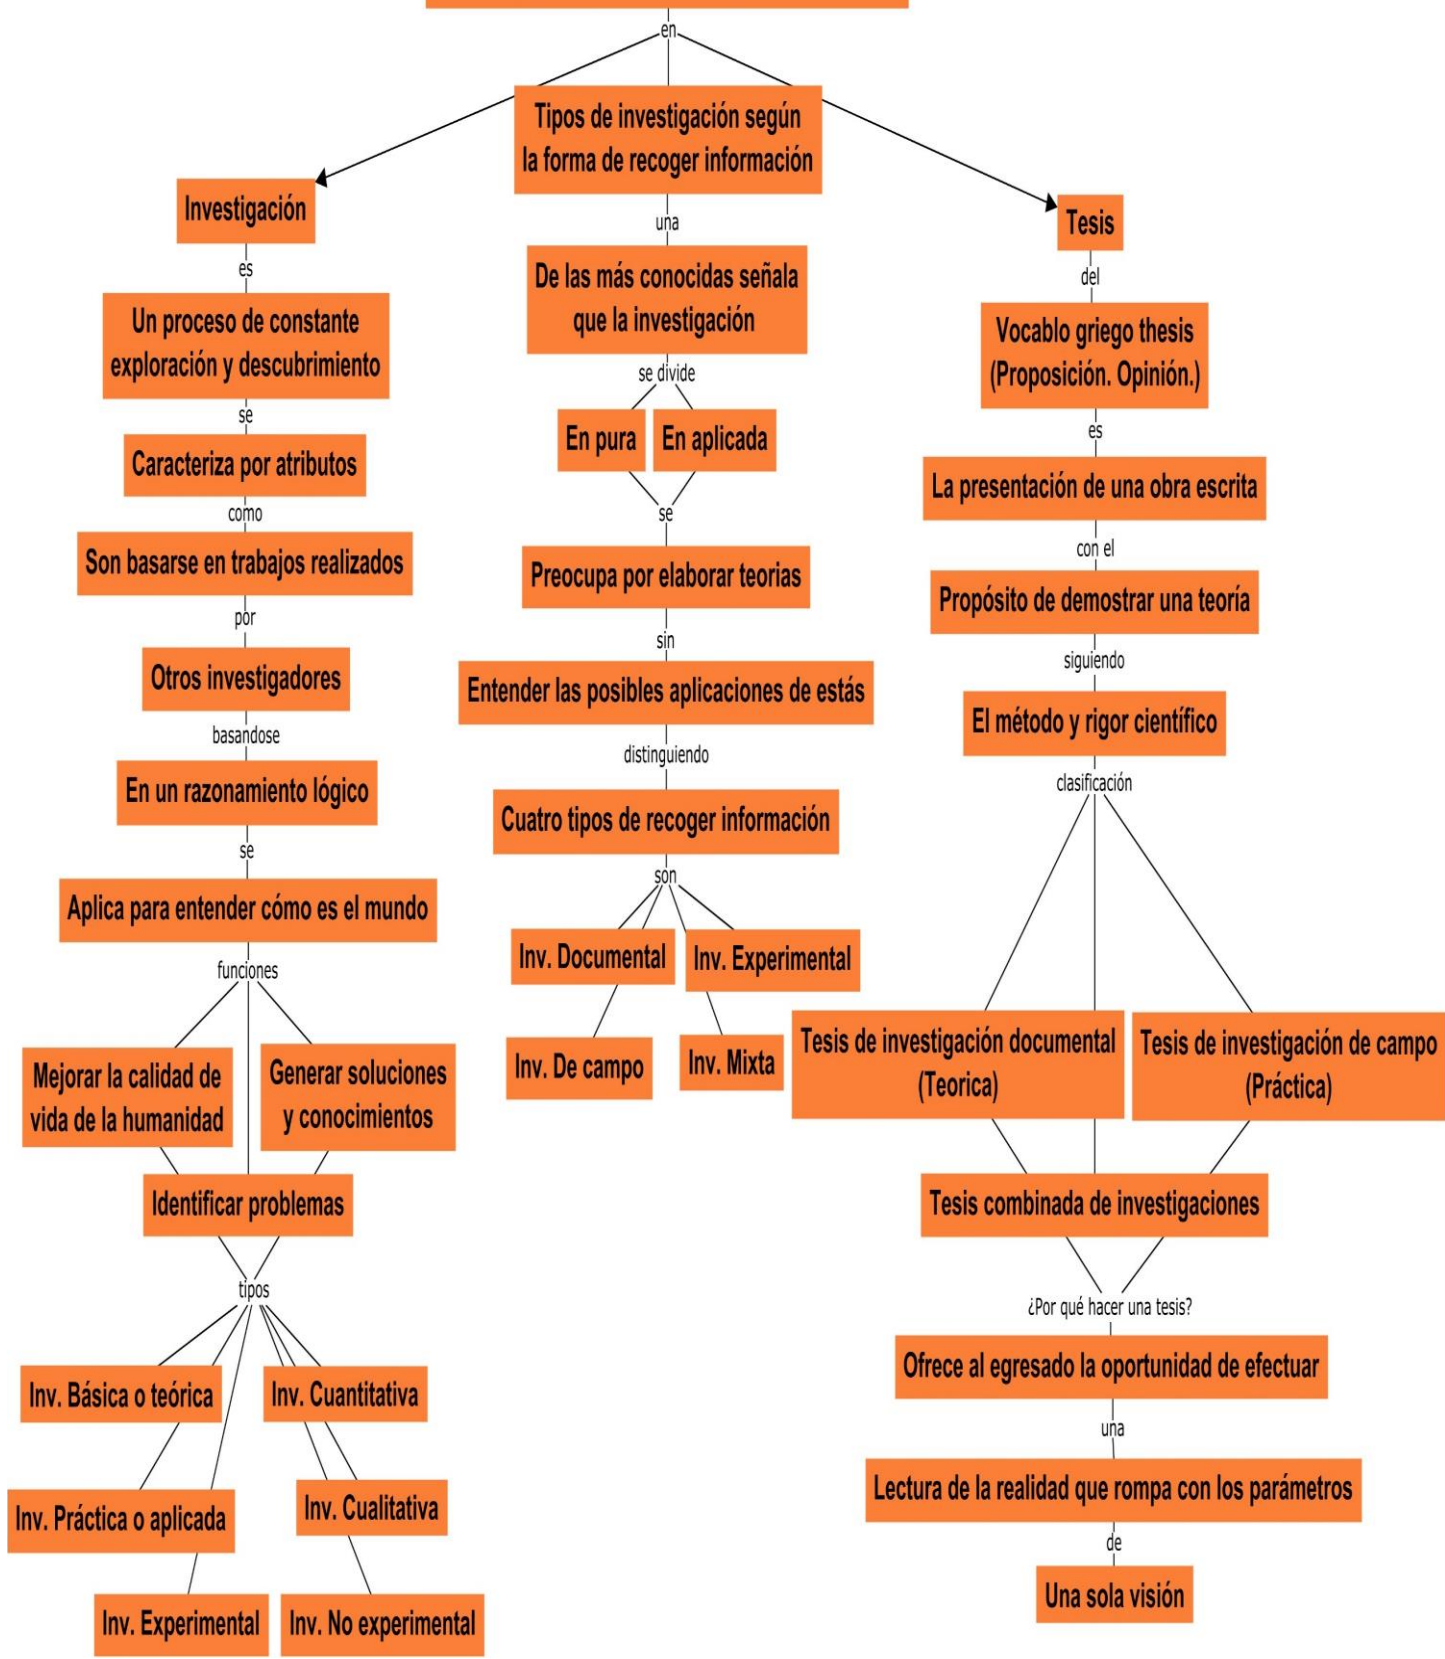 en
Investigación
es
Un proceso de constante
exploración y descubrimiento
se
Caracteriza por atributos
como
Son basarse en trabajos realizados
por
Otros investigadores
basandose
En un razonamiento lógico
se
Aplica para entender cómo es el mundo
funciones
Mejorar la calidad de
vida de la humanidad
Generar soluciones
y conocimientos
Identificar problemas
tipos
Inv. Básica o teórica
Inv. Cuantitativa
Inv. Práctica o aplicada
Inv. Cualitativa
Inv. Experimental
Inv. No experimental
Tipos de investigación según
la forma de recoger información
una
De las más conocidas señala
que la investigación
se divide
En pura
En aplicada
se
Preocupa por elaborar teorias
sin
Entender las posibles aplicaciones de estás
distinguiendo
Cuatro tipos de recoger información
son
Inv. Documental
Inv. Experimental
Inv. De campo
Inv. Mixta
Tesis
del
Vocablo griego thesis
(Proposición. Opinión.)
es
La presentación de una obra escrita
con el
Propósito de demostrar una teoría
siguiendo
El método y rigor científico
clasificación
Tesis de investigación documental
(Teorica)
Tesis de investigación de campo
(Práctica)
Tesis combinada de investigaciones
¿Por qué hacer una tesis?
Ofrece al egresado la oportunidad de efectuar
una
Lectura de la realidad que rompa con los parámetros
de
Una sola visión